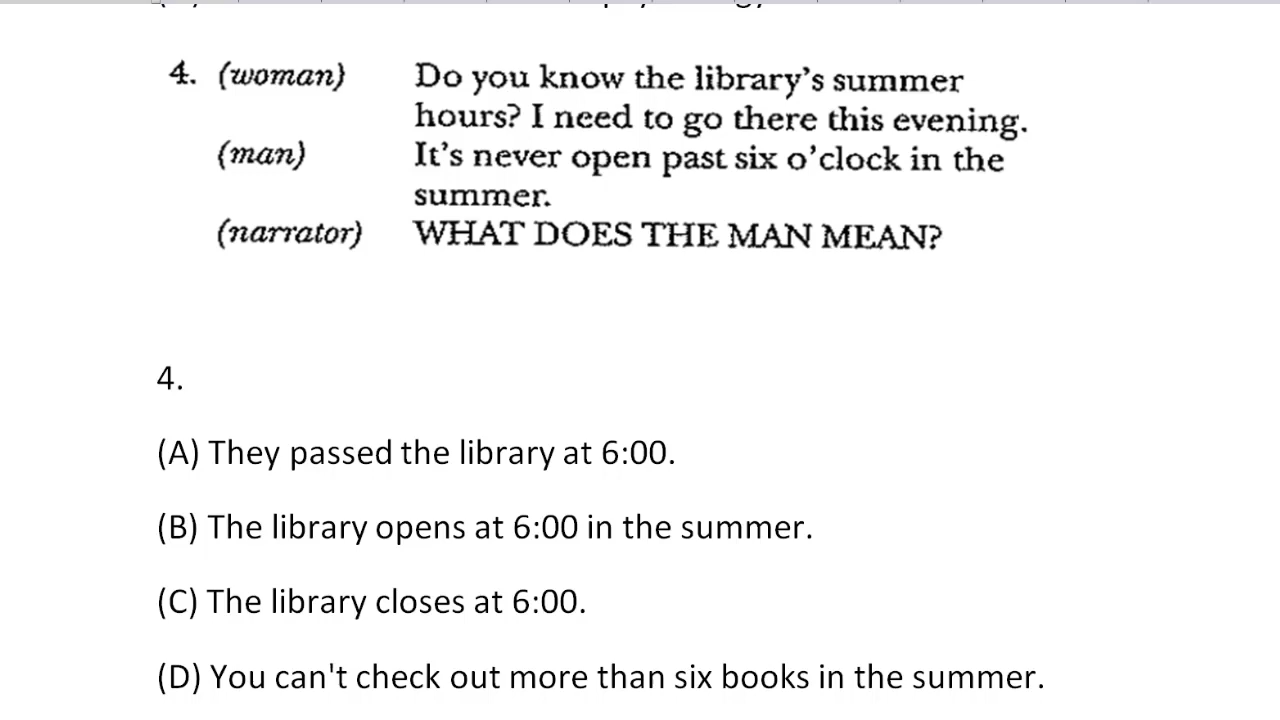 4. (woman) Do you know the library's summer
hours? I need to go there this evening.
(man) It's never open past six o'clock in the
summer.
(narrator) WHAT DOES THE MAN MEAN?
4.
(A) They passed the library at 6:00.
(B) The library opens at 6:00 in the summer.
(C) The library closes at 6:00.
(D) You can't check out more than six books in the summer.